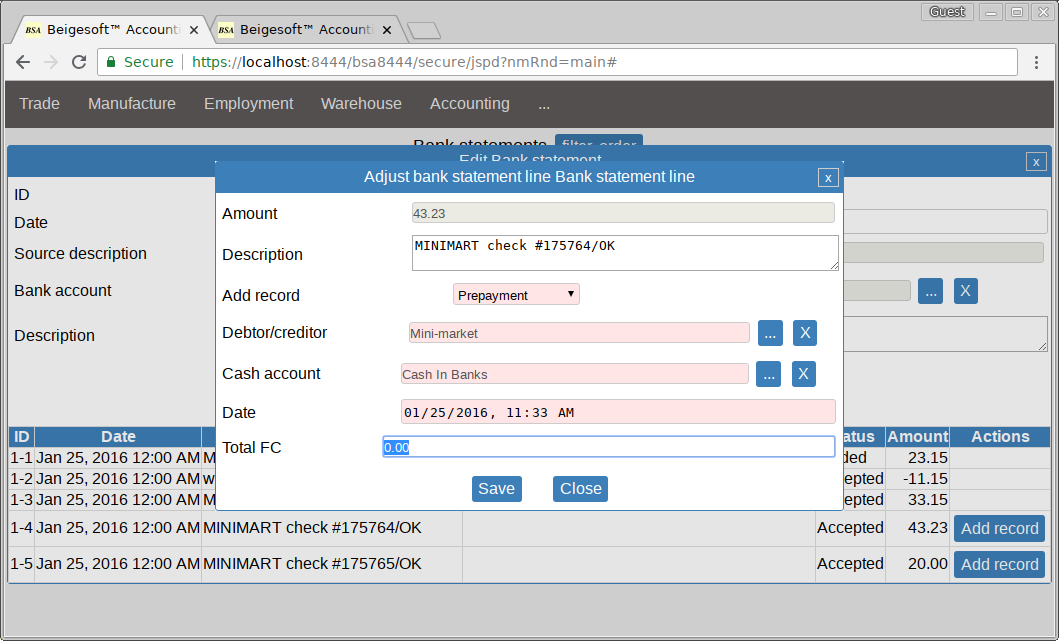 Guest
BSA Beigesoft™ Accounti
BSA Beigesoft™ Accounti
Secure https://localhost:8444/bsa8444/secure/jspd?nmRnd=main#
Trade Manufacture Employment Warehouse Accounting ...
Bank statements filter, order
Edit Bank statement x
Adjust bank statement line Bank statement line x
ID
Date
Source description
Bank account ... X
Description
Amount 43.23
Description MINIMART check #175764/OK
Add record Prepayment
Debtor/creditor Mini-market ... X
Cash account Cash In Banks ... X
Date 01/25/2016, 11:33 AM
Total FC 0.00
Save Close
ID Date atus Amount Actions
1-1 Jan 25, 2016 12:00 AM M ded 23.15
1-2 Jan 25, 2016 12:00 AM w epted -11.15
1-3 Jan 25, 2016 12:00 AM M epted 33.15
1-4 Jan 25, 2016 12:00 AM MINIMART check #175764/OK Accepted 43.23 Add record
1-5 Jan 25, 2016 12:00 AM MINIMART check #175765/OK Accepted 20.00 Add record